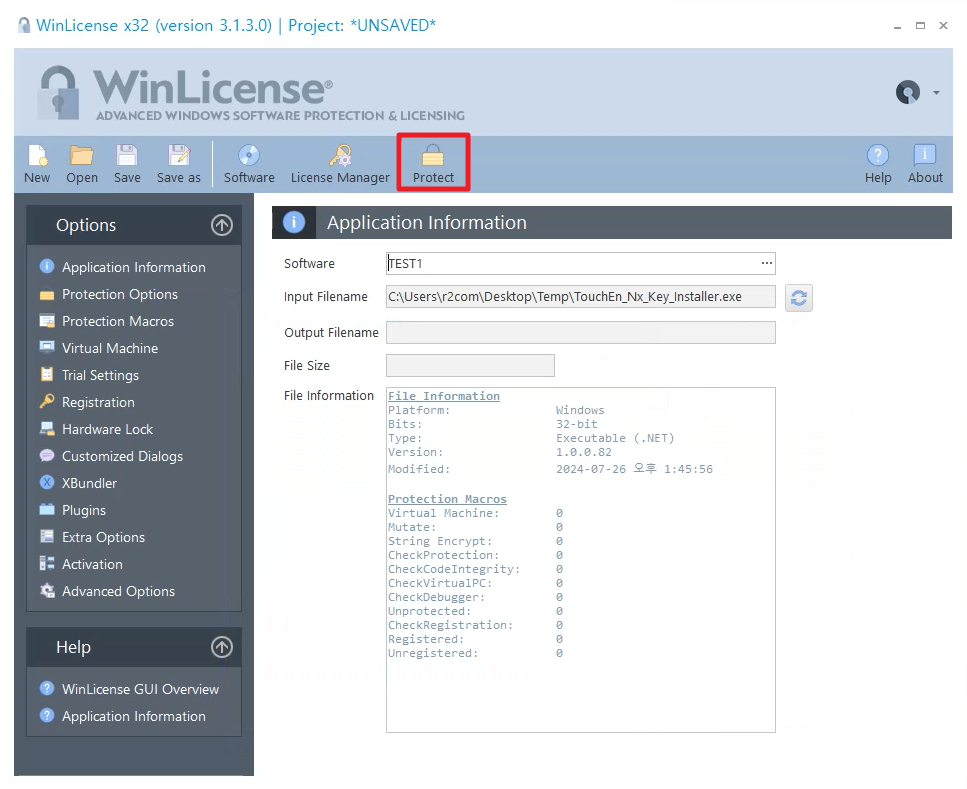 WinLicense x32 (version 3.1.3.0) | Project: *UNSAVED*
WinLicense®
ADVANCED WINDOWS SOFTWARE PROTECTION & LICENSING
New Open Save Save as Software License Manager Protect Help About
Options
Application Information
Protection Options
Protection Macros
Virtual Machine
Trial Settings
Registration
Hardware Lock
Customized Dialogs
XBundler
Plugins
Extra Options
Activation
Advanced Options
Help
WinLicense GUI Overview
Application Information
Application Information
Software TEST1 ...
Input Filename C:\Users\r2com\Desktop\Temp\TouchEn_Nx_Key_Installer.exe
Output Filename
File Size
File Information
File Information
Platform: Windows
Bits: 32-bit
Type: Executable (.NET)
Version: 1.0.0.82
Modified: 2024-07-26 오후 1:45:56
Protection Macros
Virtual Machine: 0
Mutate: 0
String Encrypt: 0
CheckProtection: 0
CheckCodeIntegrity: 0
CheckVirtualPC: 0
CheckDebugger: 0
Unprotected: 0
CheckRegistration: 0
Registered: 0
Unregistered: 0